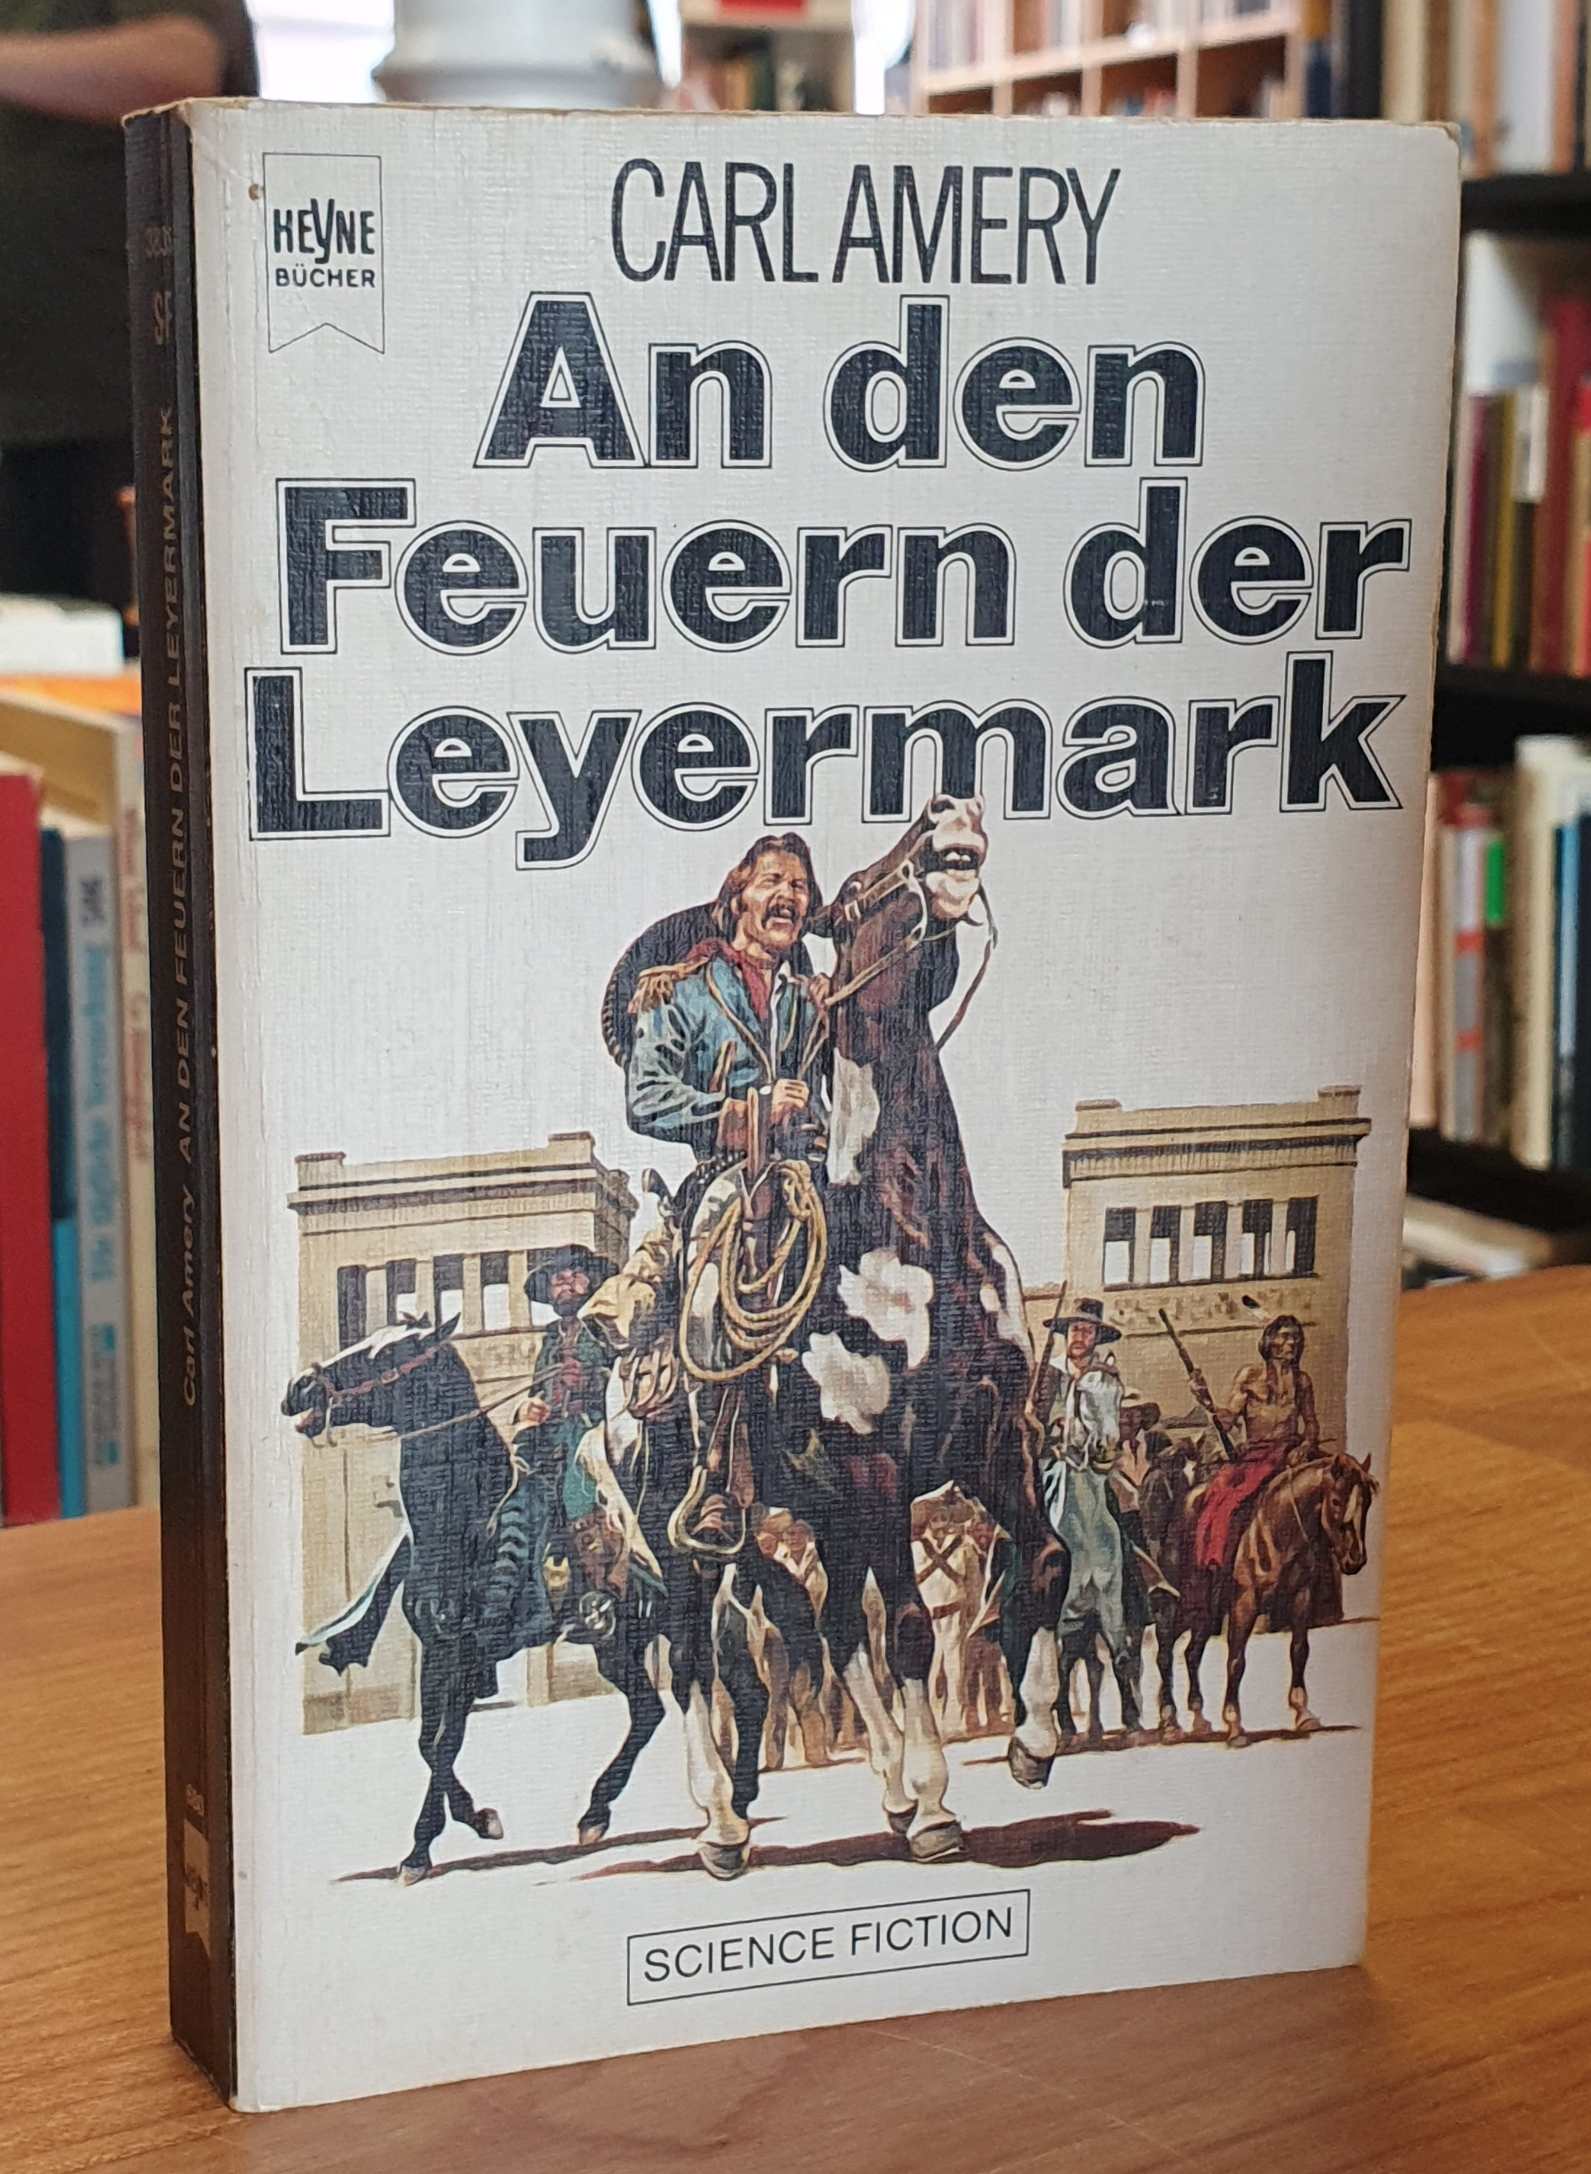 HEYNE
BÜCHER
CARL AMERY
An den
Feuern der
Leyermark
SCIENCE FICTION
Carl Amery AN DEN FEUERN DER LEYERMARK